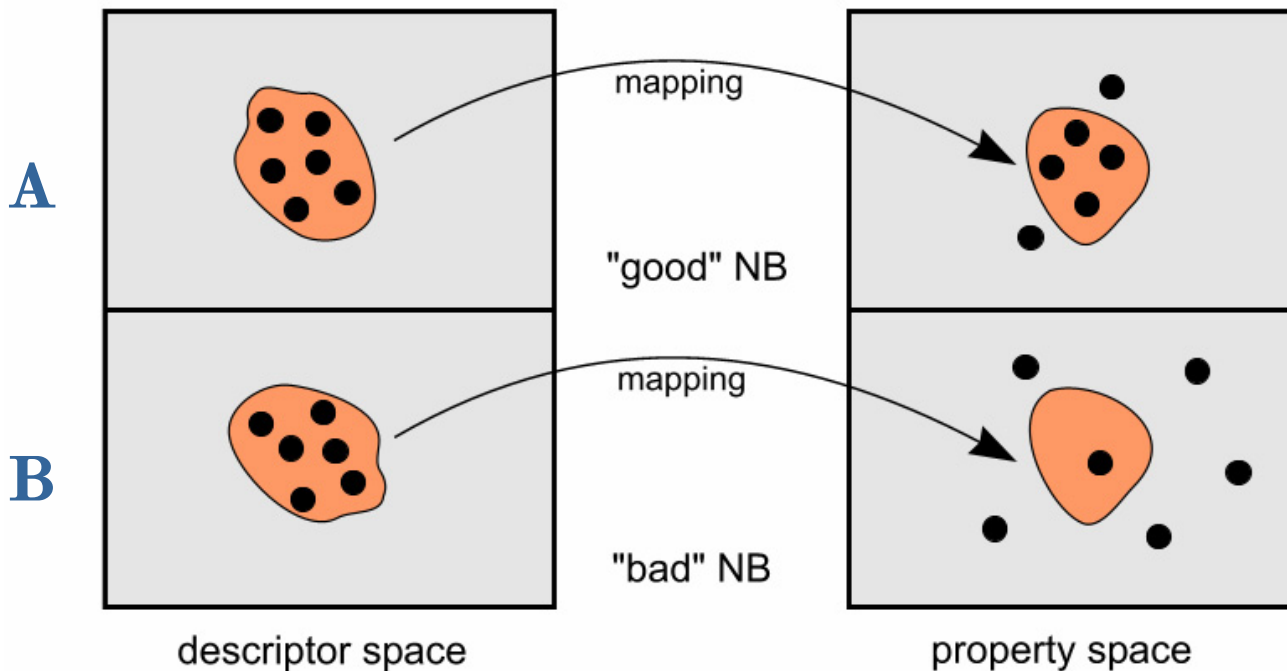 A
mapping
"good" NB
B
mapping
"bad" NB
descriptor space
property space